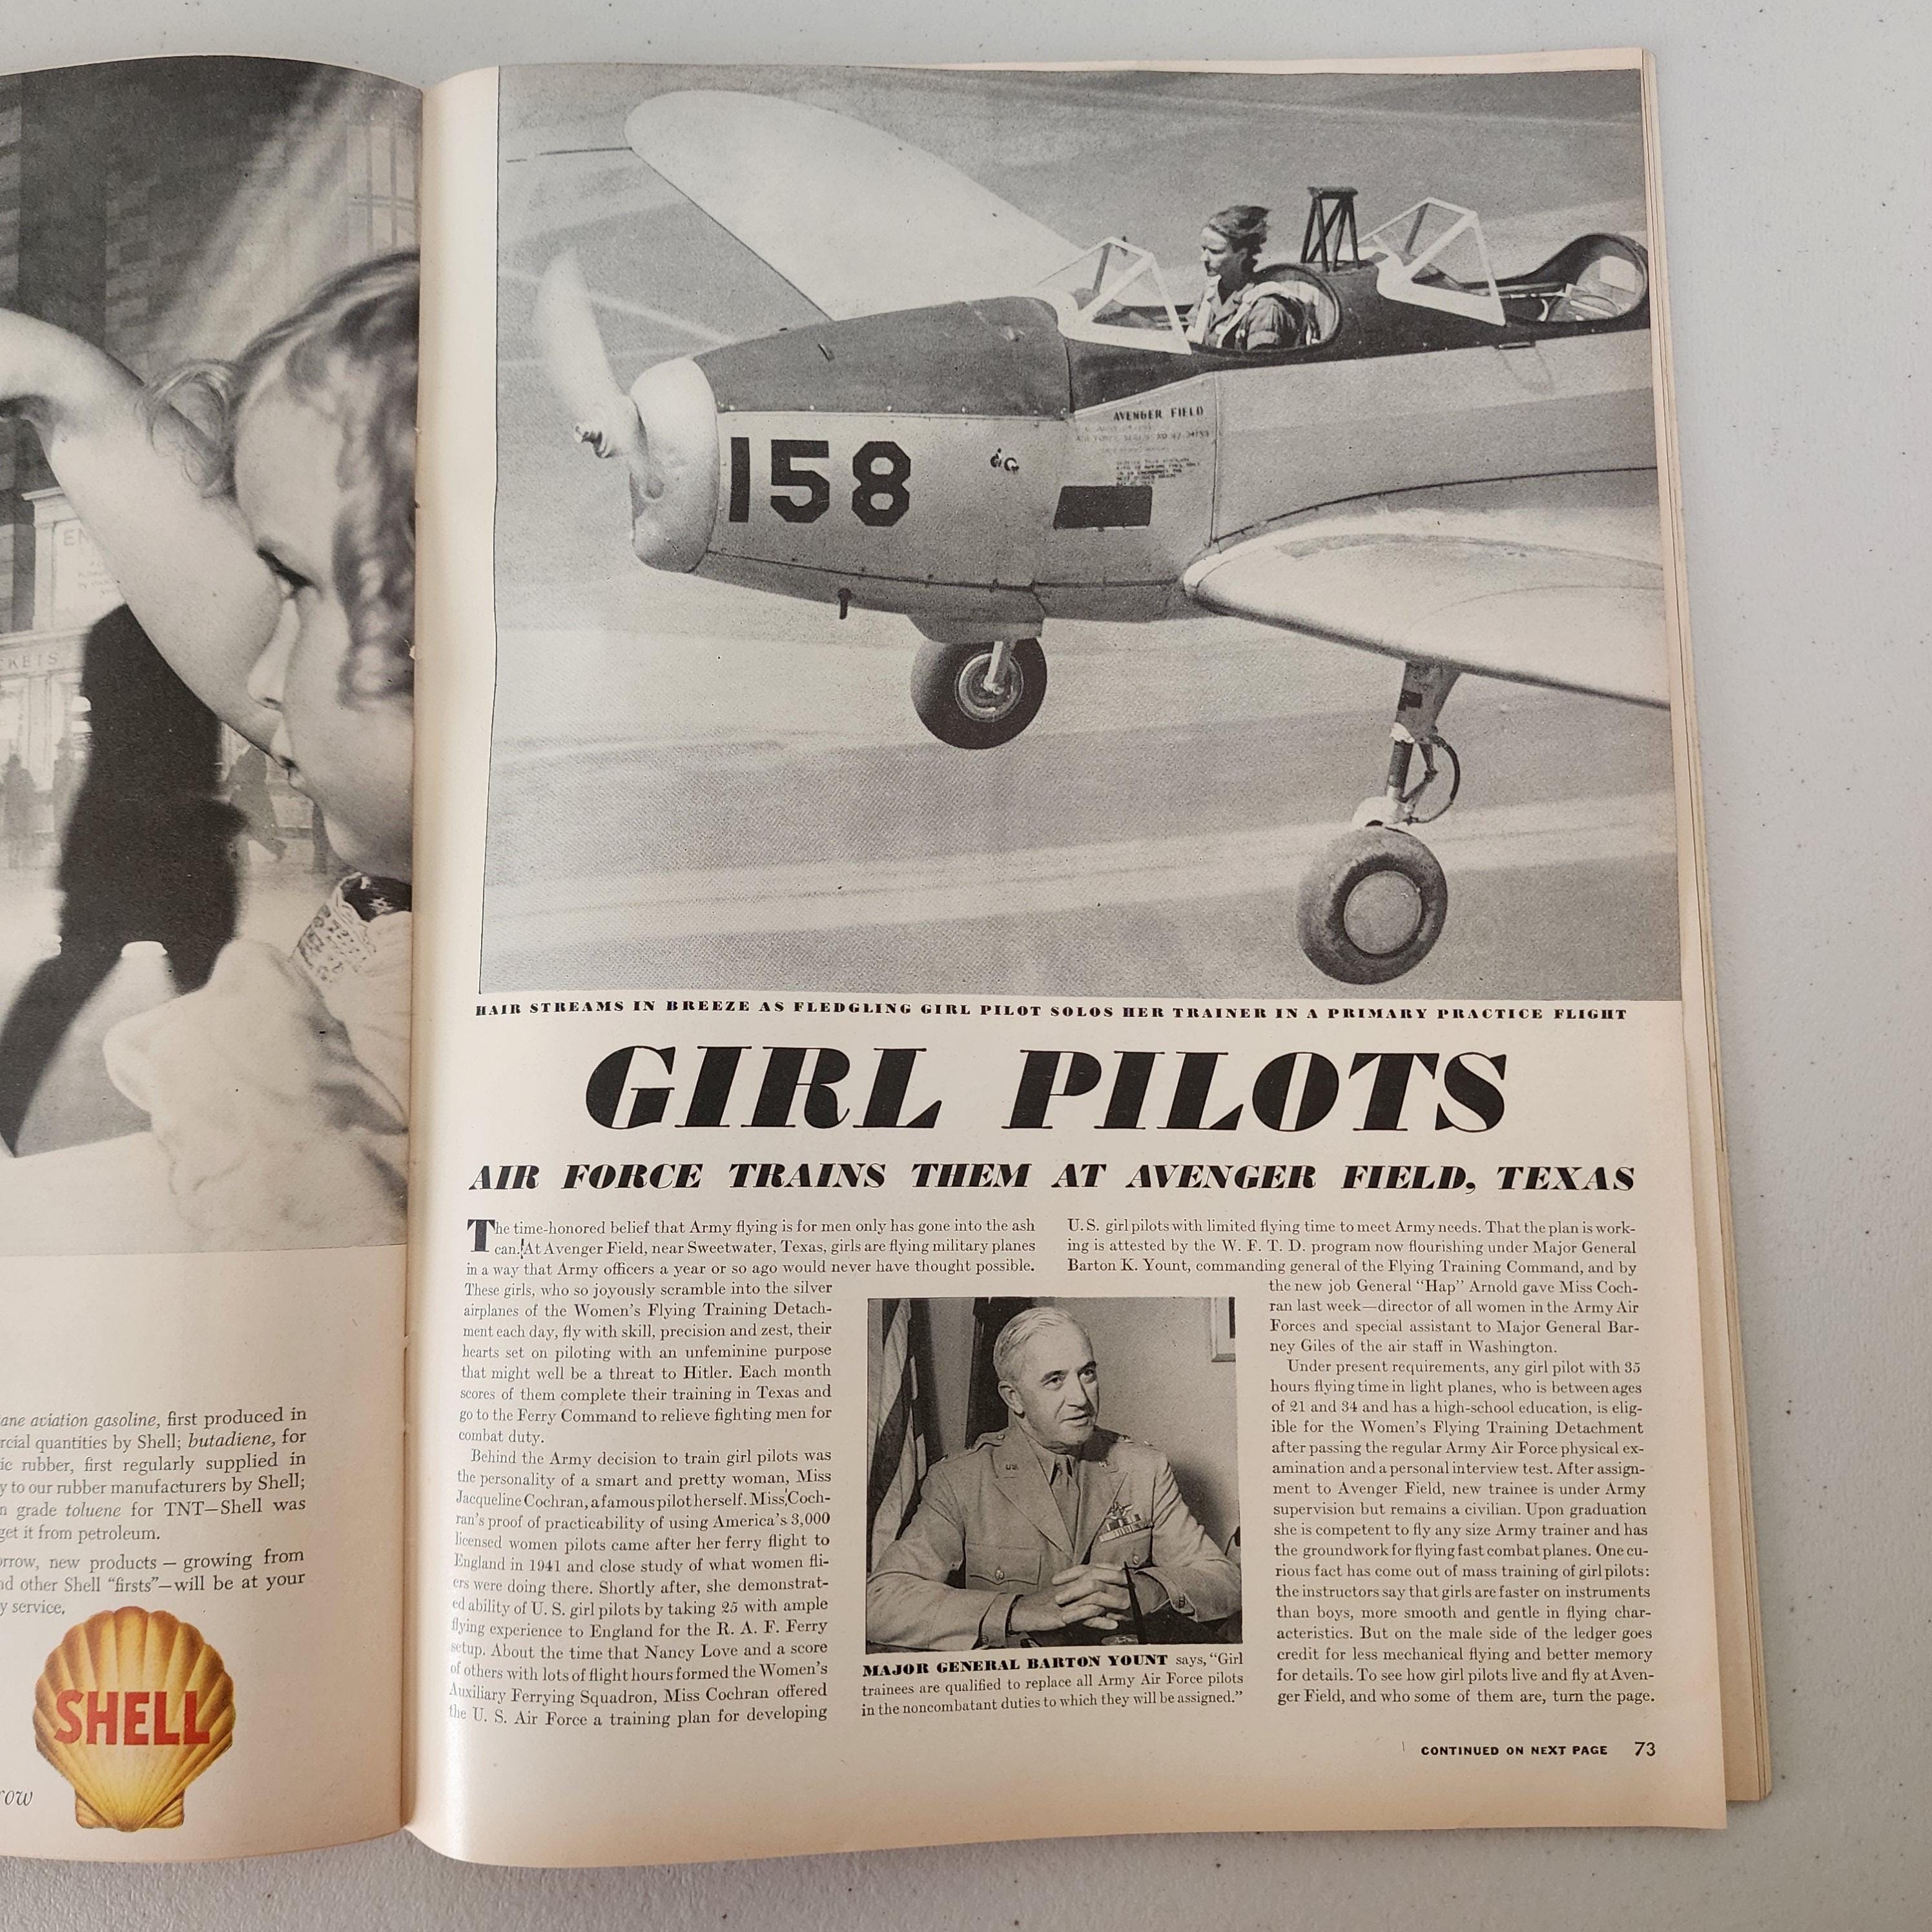 EN
KETS
ane aviation gasoline, first produced in
rcial quantities by Shell; butadiene, for
ic rubber, first regularly supplied in
y to our rubber manufacturers by Shell;
n grade toluene for TNT—Shell was
get it from petroleum.
orrow, new products — growing from
nd other Shell "firsts"—will be at your
y service.
SHELL
row
AVENGER FIELD
158
HAIR STREAMS IN BREEZE AS FLEDGLING GIRL PILOT SOLOS HER TRAINER IN A PRIMARY PRACTICE FLIGHT
GIRL PILOTS
AIR FORCE TRAINS THEM AT AVENGER FIELD, TEXAS
The time-honored belief that Army flying is for men only has gone into the ash
can. At Avenger Field, near Sweetwater, Texas, girls are flying military planes
in a way that Army officers a year or so ago would never have thought possible.
These girls, who so joyously scramble into the silver
airplanes of the Women's Flying Training Detach-
ment each day, fly with skill, precision and zest, their
hearts set on piloting with an unfeminine purpose
that might well be a threat to Hitler. Each month
scores of them complete their training in Texas and
go to the Ferry Command to relieve fighting men for
combat duty.
Behind the Army decision to train girl pilots was
the personality of a smart and pretty woman, Miss
Jacqueline Cochran, a famous pilot herself. Miss Coch-
ran's proof of practicability of using America's 3,000
licensed women pilots came after her ferry flight to
England in 1941 and close study of what women fli-
ers were doing there. Shortly after, she demonstrat-
ed ability of U. S. girl pilots by taking 25 with ample
flying experience to England for the R. A. F. Ferry
setup. About the time that Nancy Love and a score
of others with lots of flight hours formed the Women's
Auxiliary Ferrying Squadron, Miss Cochran offered
the U. S. Air Force a training plan for developing
U. S. girl pilots with limited flying time to meet Army needs. That the plan is work-
ing is attested by the W. F. T. D. program now flourishing under Major General
Barton K. Yount, commanding general of the Flying Training Command, and by
the new job General "Hap" Arnold gave Miss Coch-
ran last week—director of all women in the Army Air
Forces and special assistant to Major General Bar-
ney Giles of the air staff in Washington.
Under present requirements, any girl pilot with 35
hours flying time in light planes, who is between ages
of 21 and 34 and has a high-school education, is elig-
ible for the Women's Flying Training Detachment
after passing the regular Army Air Force physical ex-
amination and a personal interview test. After assign-
ment to Avenger Field, new trainee is under Army
supervision but remains a civilian. Upon graduation
she is competent to fly any size Army trainer and has
the groundwork for flying fast combat planes. One cu-
rious fact has come out of mass training of girl pilots:
the instructors say that girls are faster on instruments
than boys, more smooth and gentle in flying char-
acteristics. But on the male side of the ledger goes
credit for less mechanical flying and better memory
for details. To see how girl pilots live and fly at Aven-
ger Field, and who some of them are, turn the page.
MAJOR GENERAL BARTON YOUNT says, "Girl
trainees are qualified to replace all Army Air Force pilots
in the noncombatant duties to which they will be assigned."
CONTINUED ON NEXT PAGE 73